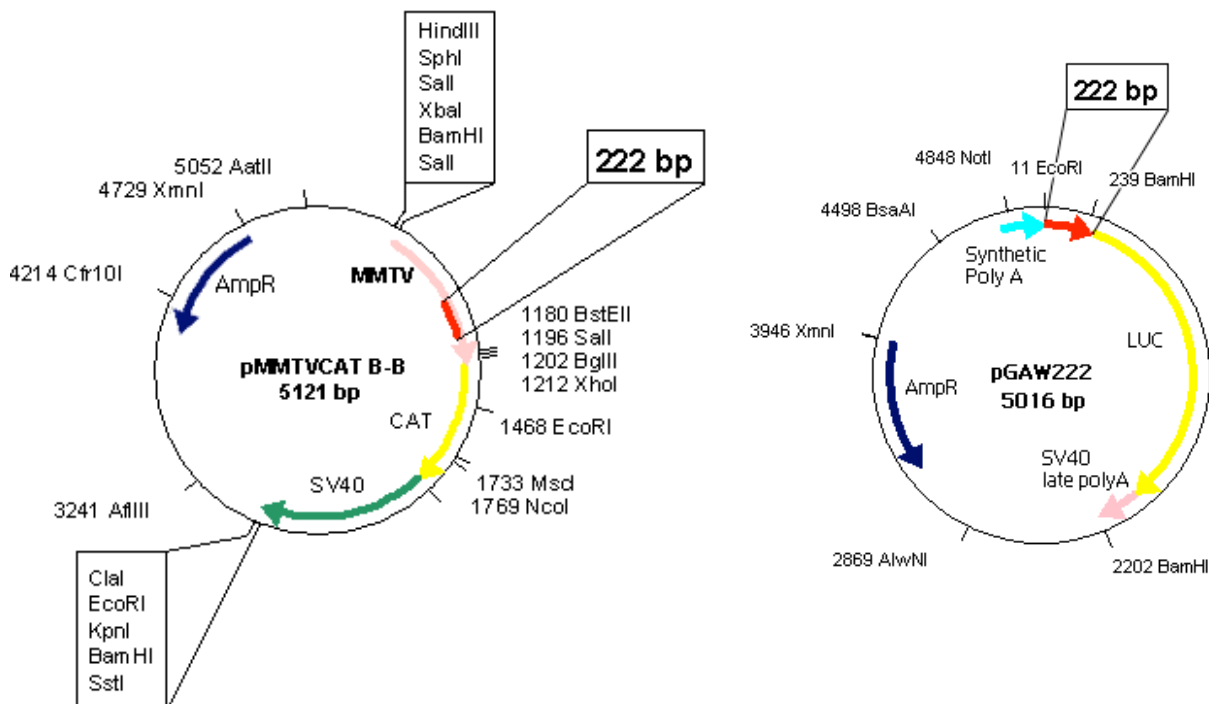 HindIII
SphI
SalI
XbaI
BamHI
SalI
222 bp
5052 AatII
4729 XmnI
4214 Cfr10I
AmpR
MMTV
1180 BstEII
1196 SalI
1202 BglII
1212 XhoI
pMMTVCAT B-B
5121 bp
CAT
1468 EcoRI
SV40
1733 MscI
1769 NcoI
3241 AflIII
ClaI
EcoRI
KpnI
BamHI
SstI
222 bp
4848 NotI
11 EcoRI
239 BamHI
4498 BsaAI
Synthetic
Poly A
3946 XmnI
LUC
AmpR
pGAW222
5016 bp
SV40
late polyA
2869 AlwNI
2202 BamHI